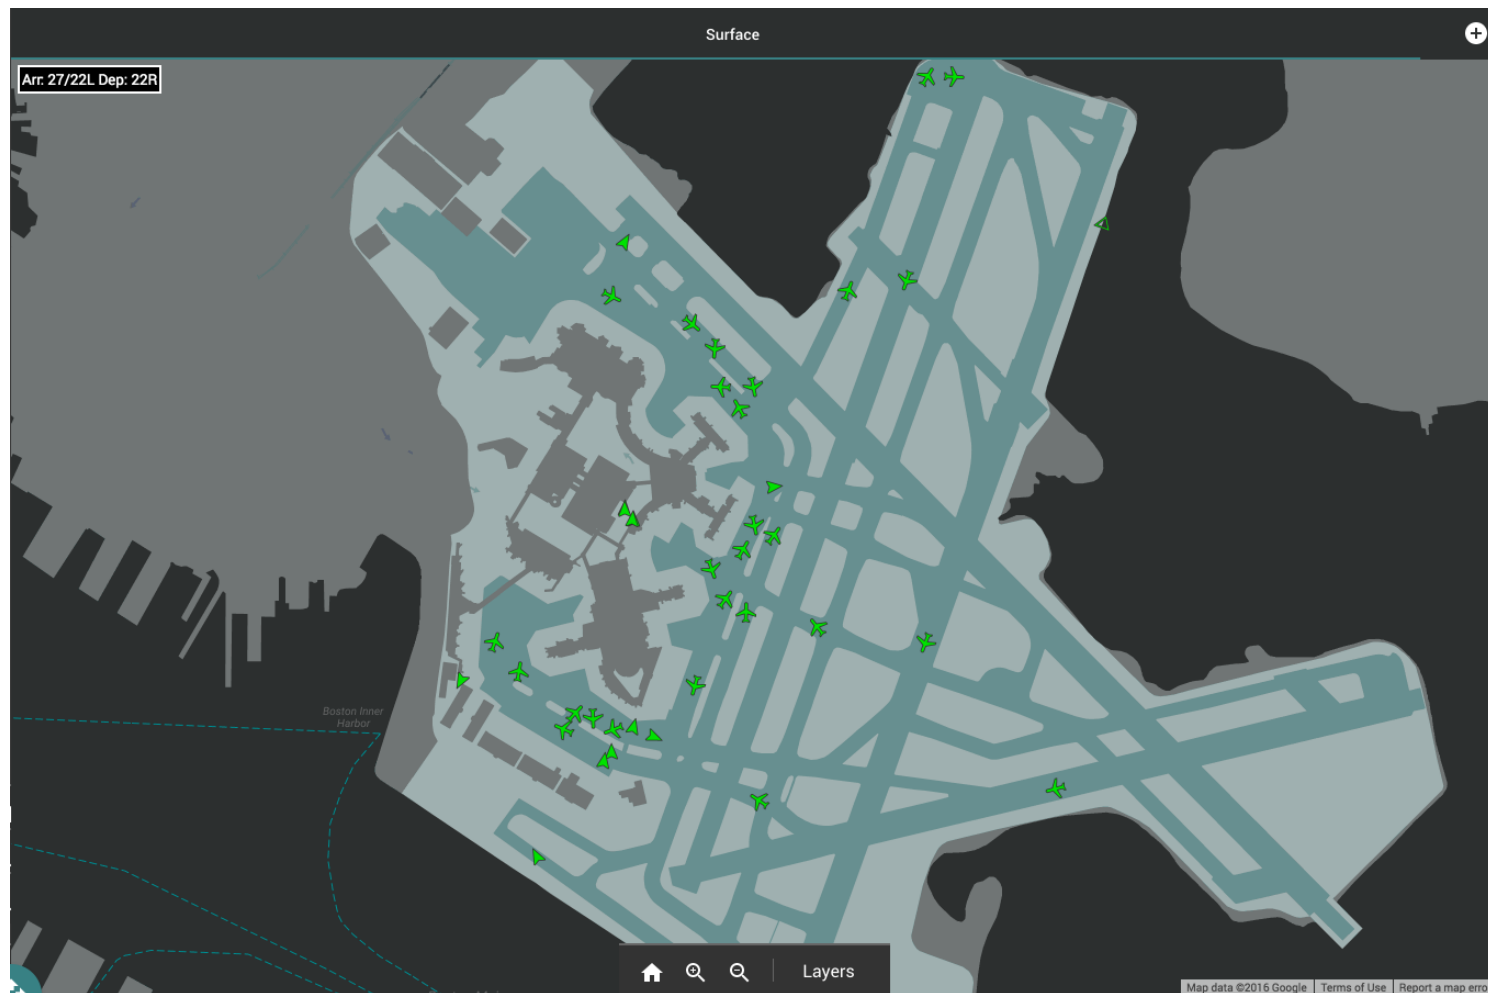 Surface
Arr: 27/22L Dep: 22R
Boston Inner
Harbor
Layers
Map data ©2016 Google
Terms of Use
Report a map erro